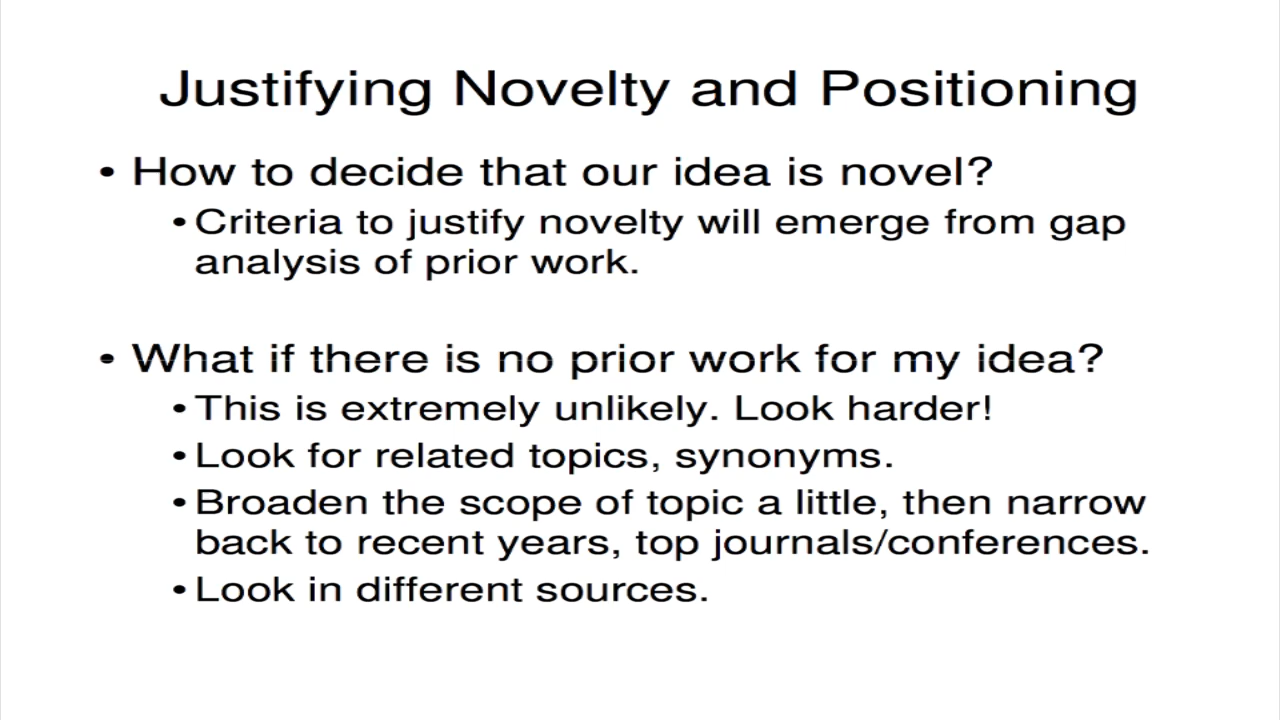 Justifying Novelty and Positioning
• How to decide that our idea is novel?
• Criteria to justify novelty will emerge from gap
analysis of prior work.
• What if there is no prior work for my idea?
• This is extremely unlikely. Look harder!
• Look for related topics, synonyms.
• Broaden the scope of topic a little, then narrow
back to recent years, top journals/conferences.
• Look in different sources.